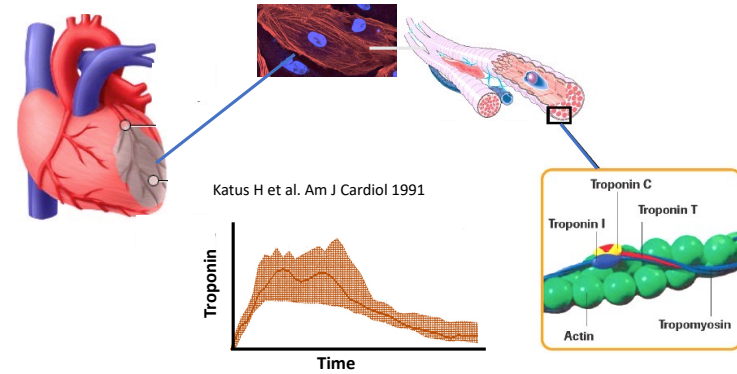 Katus H et al. Am J Cardiol 1991
Troponin
Time
Troponin C
Troponin I
Troponin T
Actin
Tropomyosin